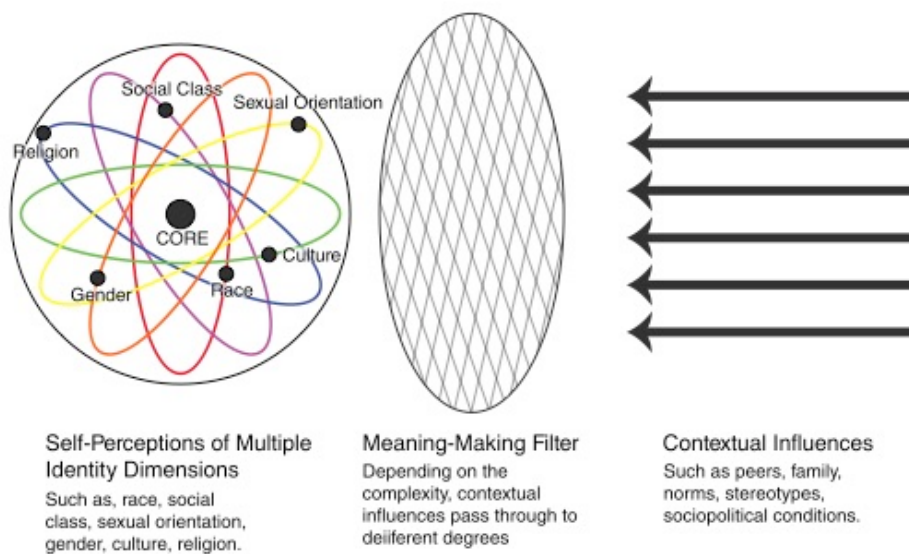 Social Class
Sexual Orientation
Religion
CORE
Culture
Gender
Race
Self-Perceptions of Multiple
Identity Dimensions
Such as, race, social
class, sexual orientation,
gender, culture, religion.
Meaning-Making Filter
Depending on the
complexity, contextual
influences pass through to
deiiferent degrees
Contextual Influences
Such as peers, family,
norms, stereotypes,
sociopolitical conditions.